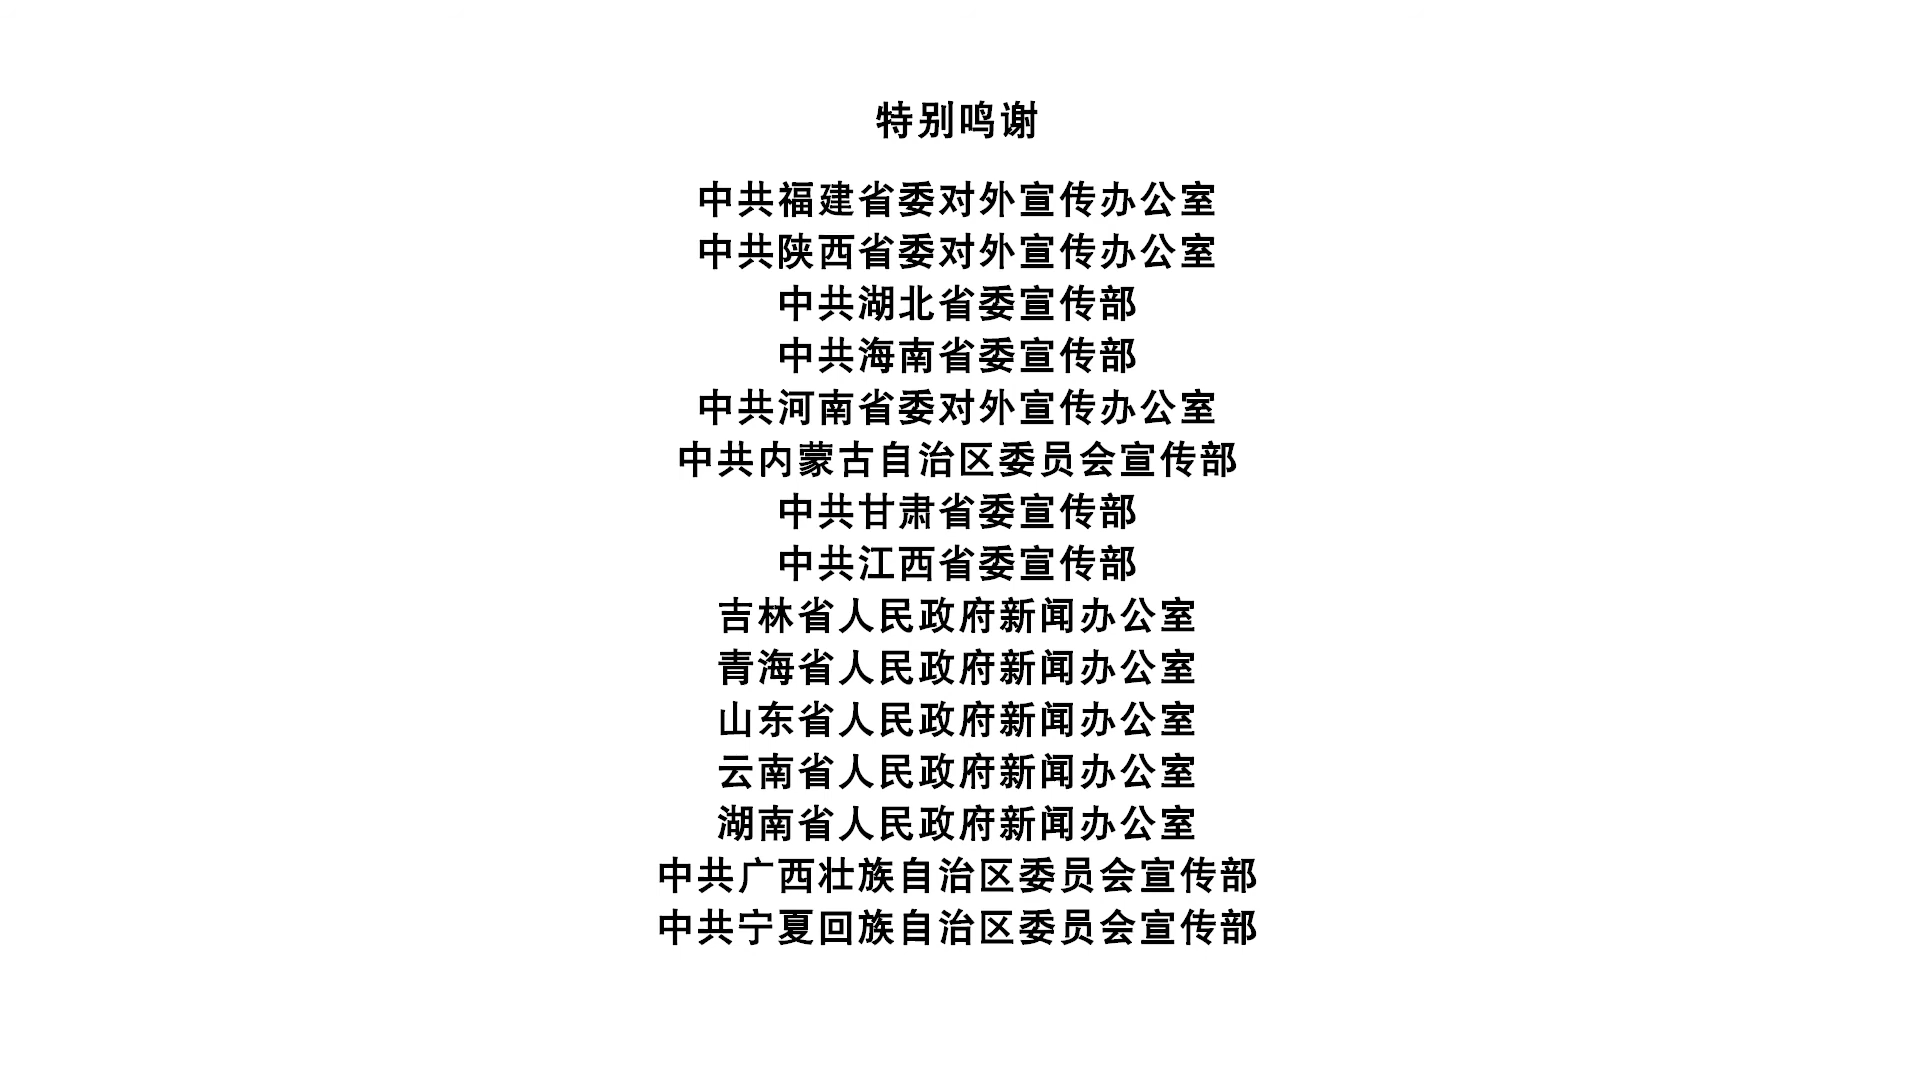 特别鸣谢
中共福建省委对外宣传办公室
中共陕西省委对外宣传办公室
中共湖北省委宣传部
中共海南省委宣传部
中共河南省委对外宣传办公室
中共内蒙古自治区委员会宣传部
中共甘肃省委宣传部
中共江西省委宣传部
吉林省人民政府新闻办公室
青海省人民政府新闻办公室
山东省人民政府新闻办公室
云南省人民政府新闻办公室
湖南省人民政府新闻办公室
中共广西壮族自治区委员会宣传部
中共宁夏回族自治区委员会宣传部